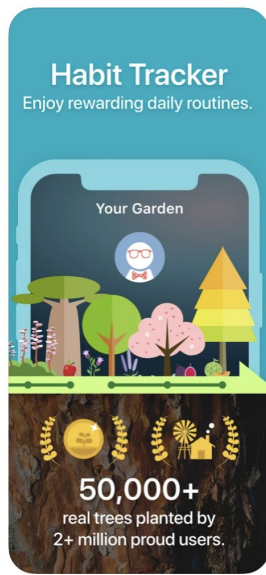 Habit Tracker
Enjoy rewarding daily routines.
Your Garden
50,000+
real trees planted by
2+ million proud users.